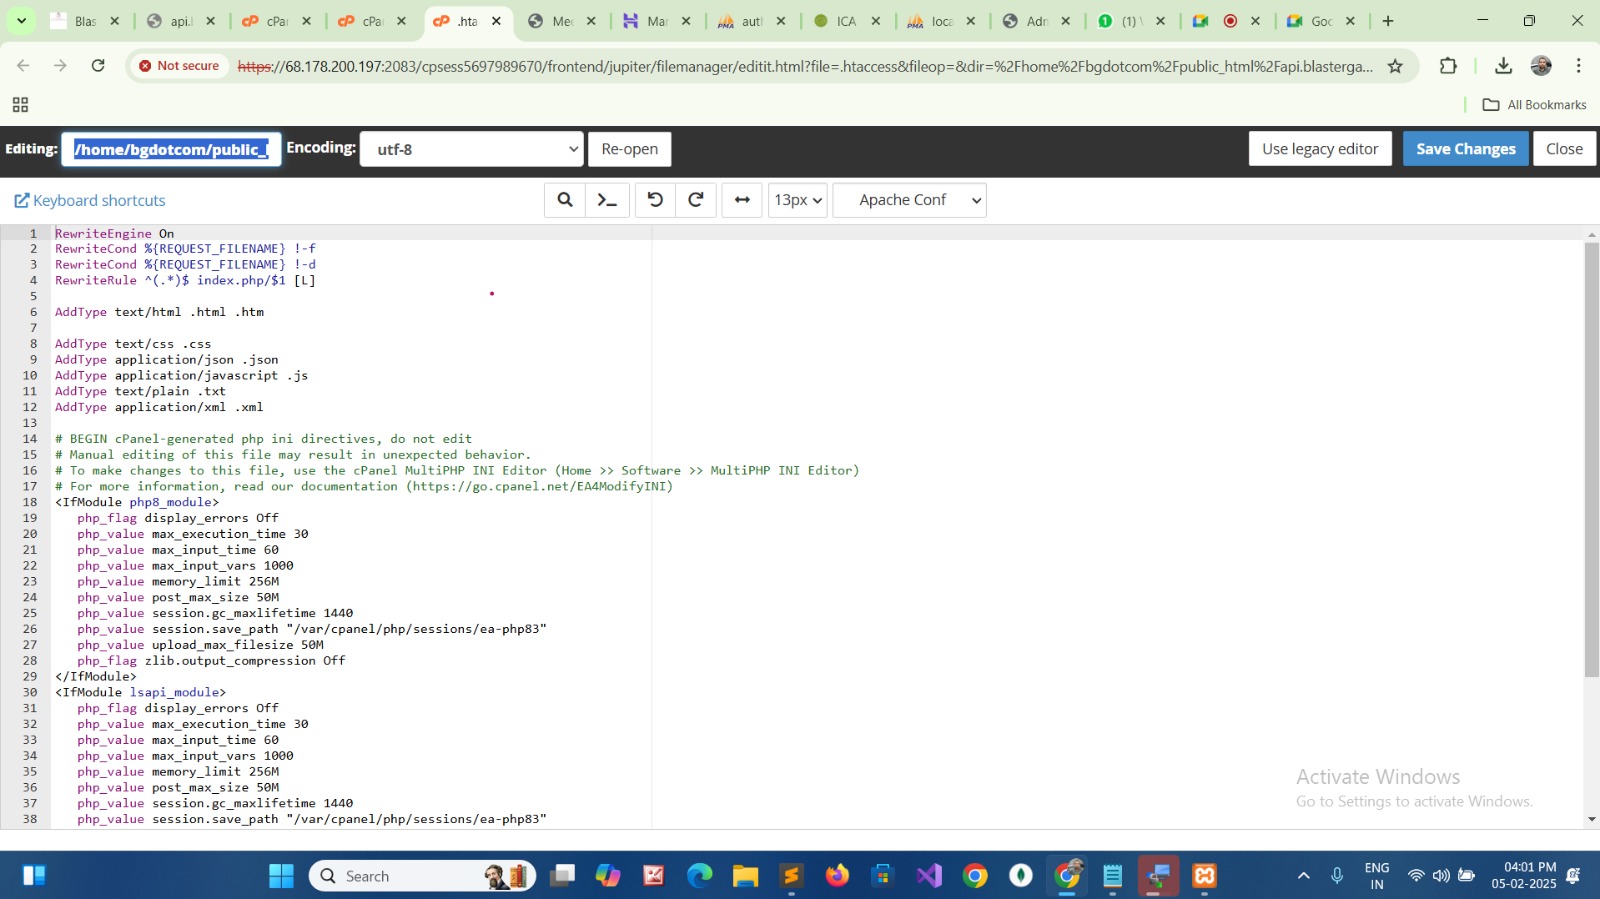 Blas
api.l
cPar
cPar
.hta
Mec
Mar
auth
ICA
loca
Adn
(1)
Goc
Not secure
https://68.178.200.197:2083/cpsess5697989670/frontend/jupiter/filemanager/editit.html?file=.htaccess&fileop=&dir=%2Fhome%2Fbgdotcom%2Fpublic_html%2Fapi.blasterga...
All Bookmarks
Editing: /home/bgdotcom/public_ Encoding: utf-8 Re-open Use legacy editor Save Changes Close
Keyboard shortcuts 13px Apache Conf
1 RewriteEngine On
2 RewriteCond %{REQUEST_FILENAME} !-f
3 RewriteCond %{REQUEST_FILENAME} !-d
4 RewriteRule ^(.*)$ index.php/$1 [L]
5
6 AddType text/html .html .htm
7
8 AddType text/css .css
9 AddType application/json .json
10 AddType application/javascript .js
11 AddType text/plain .txt
12 AddType application/xml .xml
13
14 # BEGIN cPanel-generated php ini directives, do not edit
15 # Manual editing of this file may result in unexpected behavior.
16 # To make changes to this file, use the cPanel MultiPHP INI Editor (Home >> Software >> MultiPHP INI Editor)
17 # For more information, read our documentation (https://go.cpanel.net/EA4ModifyINI)
18 <IfModule php8_module>
19 php_flag display_errors Off
20 php_value max_execution_time 30
21 php_value max_input_time 60
22 php_value max_input_vars 1000
23 php_value memory_limit 256M
24 php_value post_max_size 50M
25 php_value session.gc_maxlifetime 1440
26 php_value session.save_path "/var/cpanel/php/sessions/ea-php83"
27 php_value upload_max_filesize 50M
28 php_flag zlib.output_compression Off
29 </IfModule>
30 <IfModule lsapi_module>
31 php_flag display_errors Off
32 php_value max_execution_time 30
33 php_value max_input_time 60
34 php_value max_input_vars 1000
35 php_value memory_limit 256M
36 php_value post_max_size 50M
37 php_value session.gc_maxlifetime 1440
38 php_value session.save_path "/var/cpanel/php/sessions/ea-php83"
Activate Windows
Go to Settings to activate Windows.
Search
ENG
IN
04:01 PM
05-02-2025